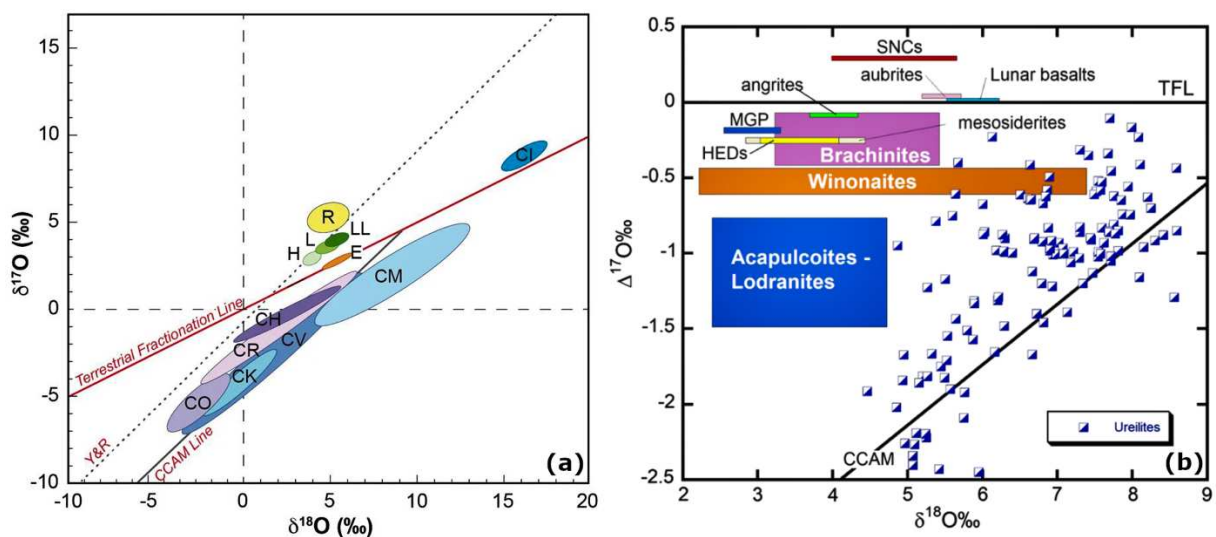 15
10
5
0
-5
-10
-10
-5
0
5
10
15
20
δ¹⁷O (‰)
δ¹⁸O (‰)
CI
R
LL
L
H
E
CM
CH
CV
CR
CK
CO
Terrestrial Fractionation Line
Y&R
CCAM Line
(a)
0.5
0
-0.5
-1
-1.5
-2
-2.5
2
3
4
5
6
7
8
9
Δ¹⁷O‰
δ¹⁸O‰
SNCs
aubrites
Lunar basalts
TFL
angrites
MGP
mesosiderites
HEDs
Brachinites
Winonaites
Acapulcoites -
Lodranites
Ureilites
CCAM
(b)